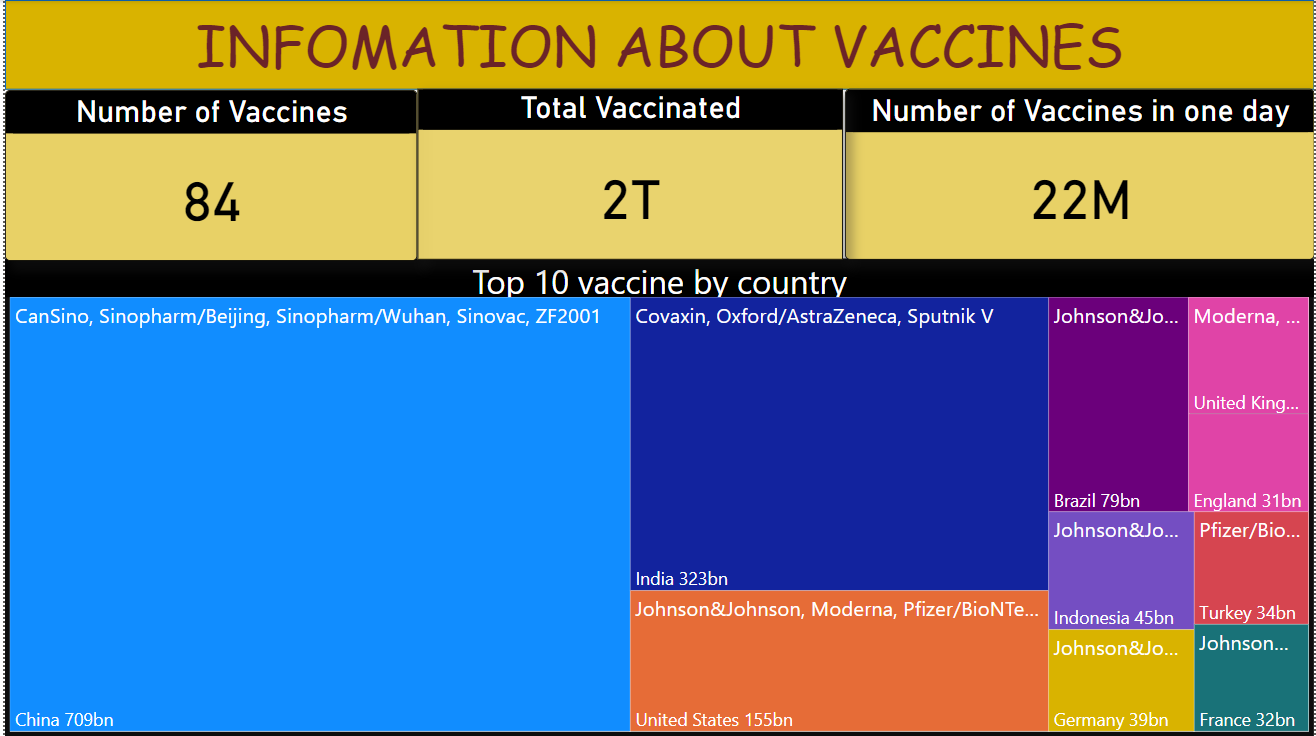 INFOMATION ABOUT VACCINES
Number of Vaccines
84
Total Vaccinated
2T
Number of Vaccines in one day
22M
Top 10 vaccine by country
CanSino, Sinopharm/Beijing, Sinopharm/Wuhan, Sinovac, ZF2001
China 709bn
Covaxin, Oxford/AstraZeneca, Sputnik V
India 323bn
Johnson&Johnson, Moderna, Pfizer/BioNTe...
United States 155bn
Johnson&Jo...
Brazil 79bn
Moderna, ...
United King...
England 31bn
Johnson&Jo...
Indonesia 45bn
Pfizer/Bio...
Turkey 34bn
Johnson&Jo...
Germany 39bn
Johnson...
France 32bn